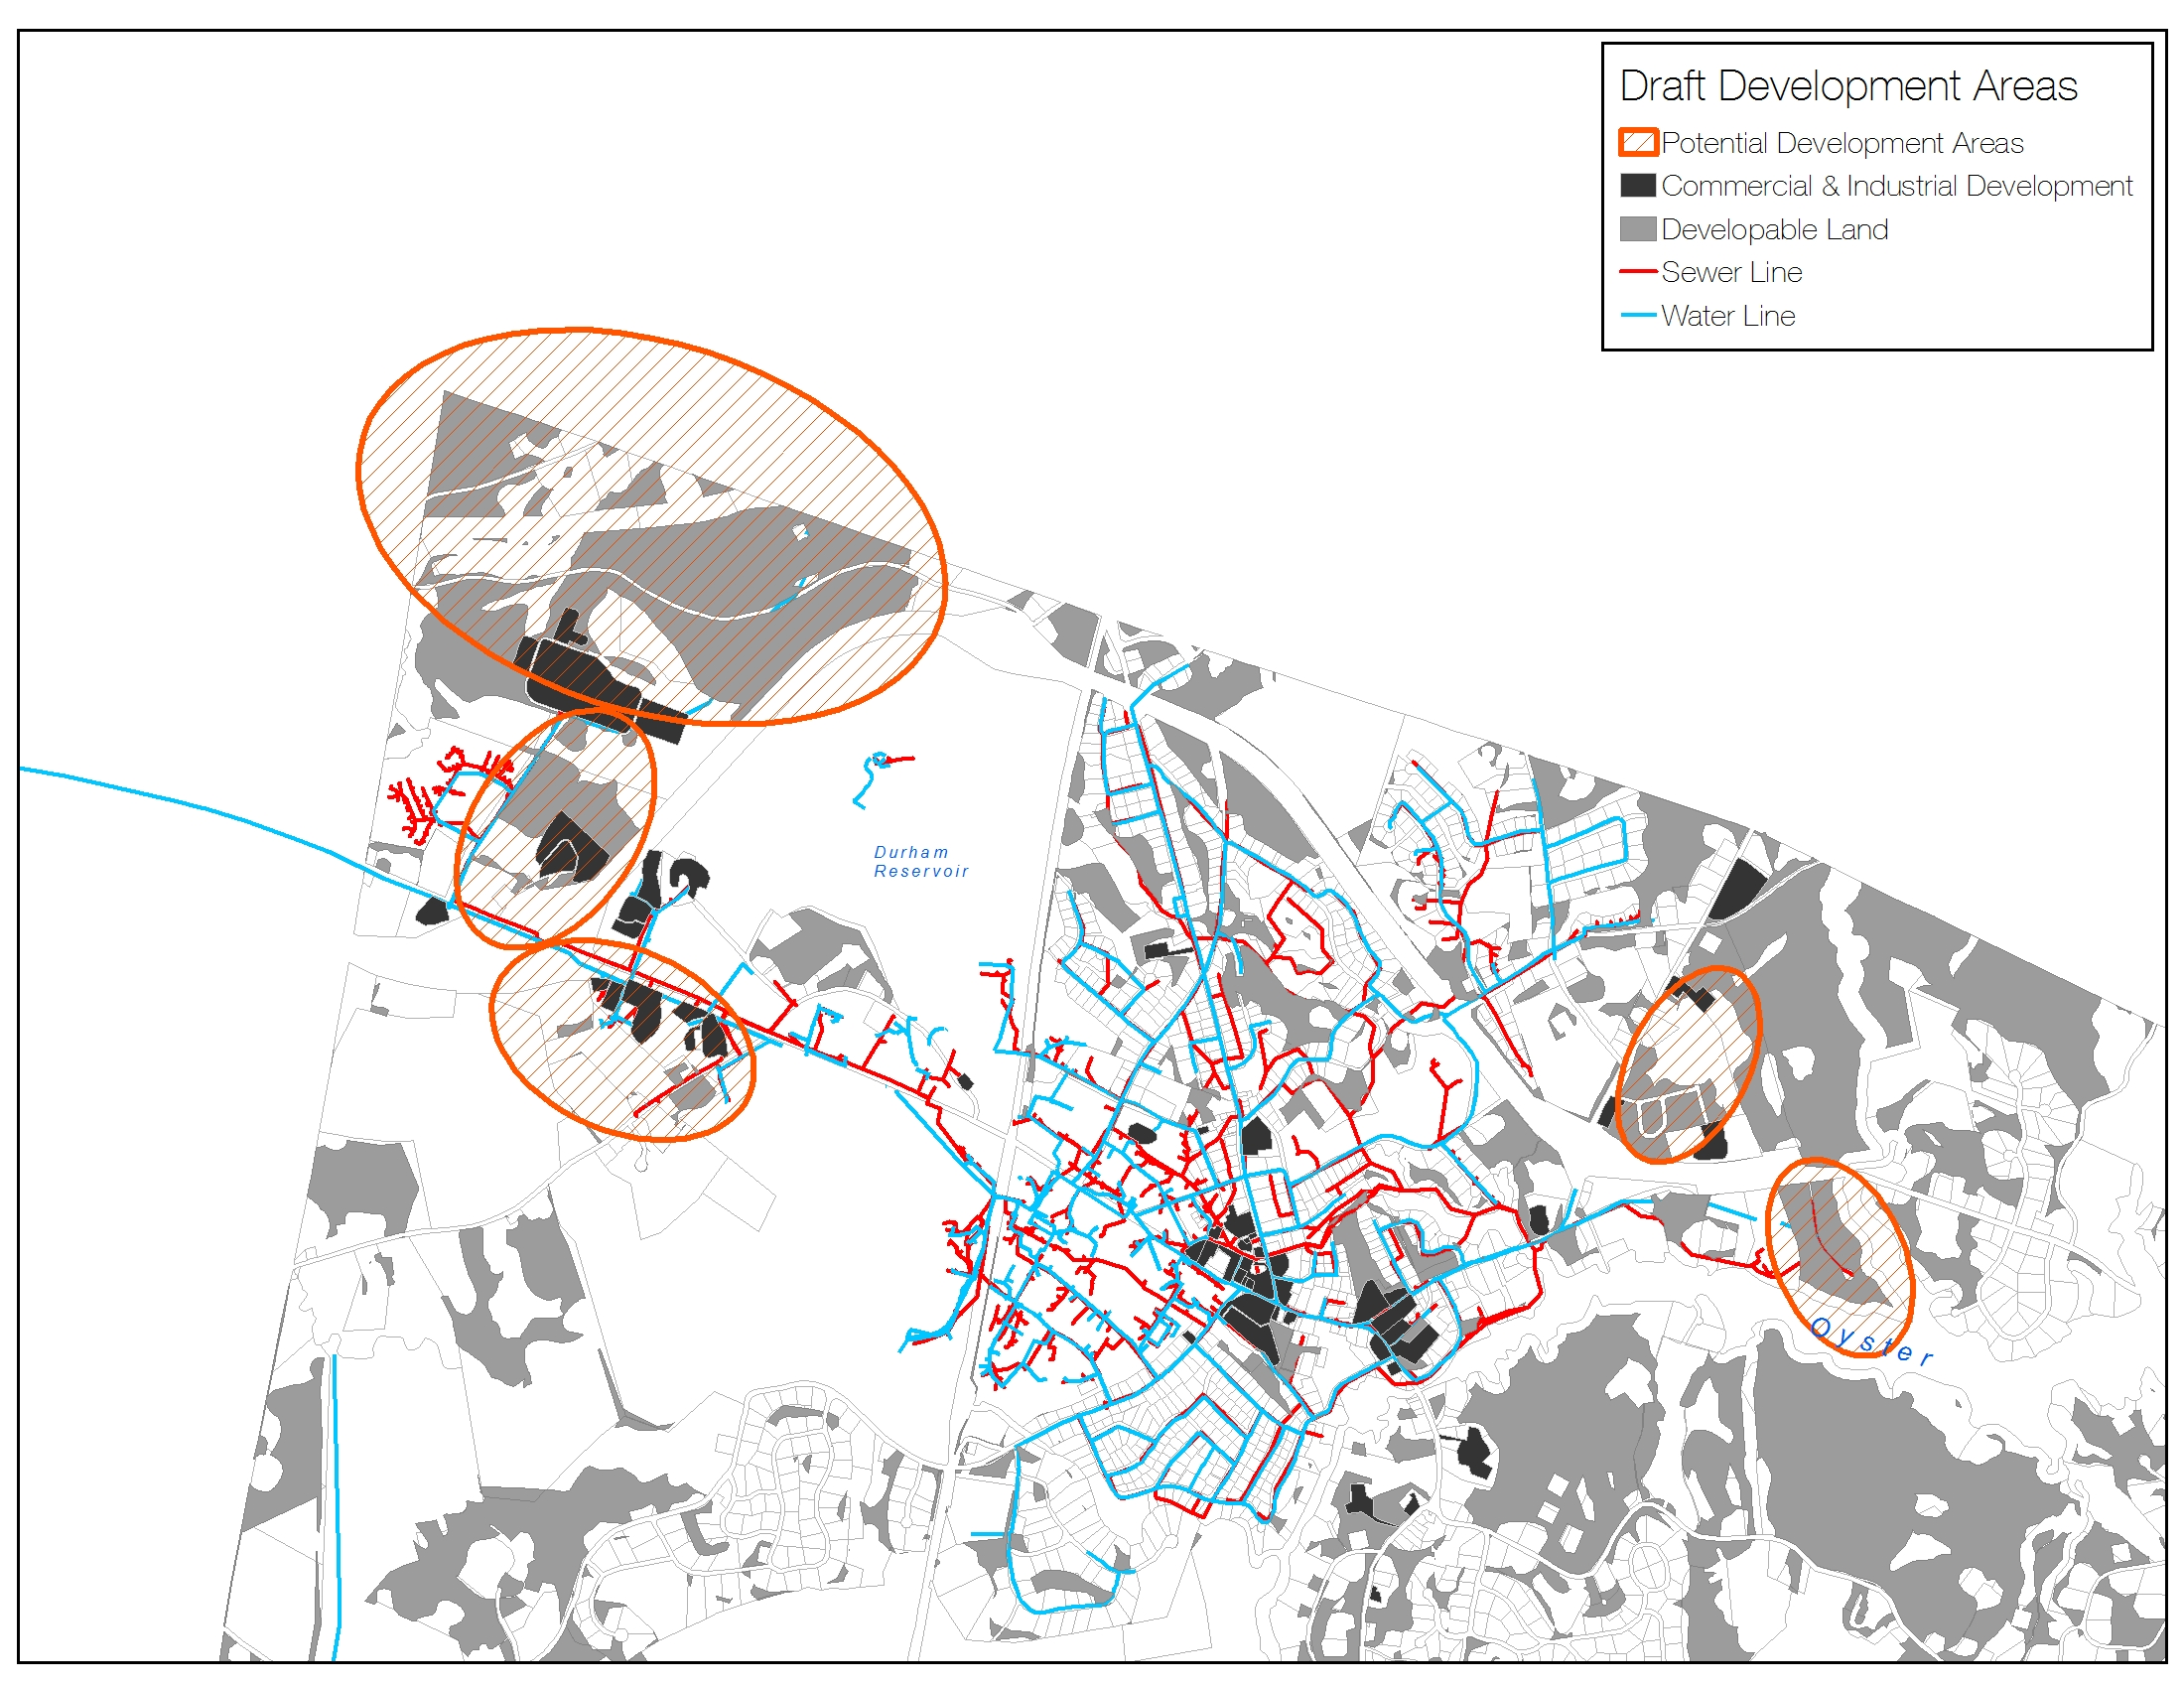 Draft Development Areas
Potential Development Areas
Commercial & Industrial Development
Developable Land
Sewer Line
Water Line
Durham
Reservoir
Oyster